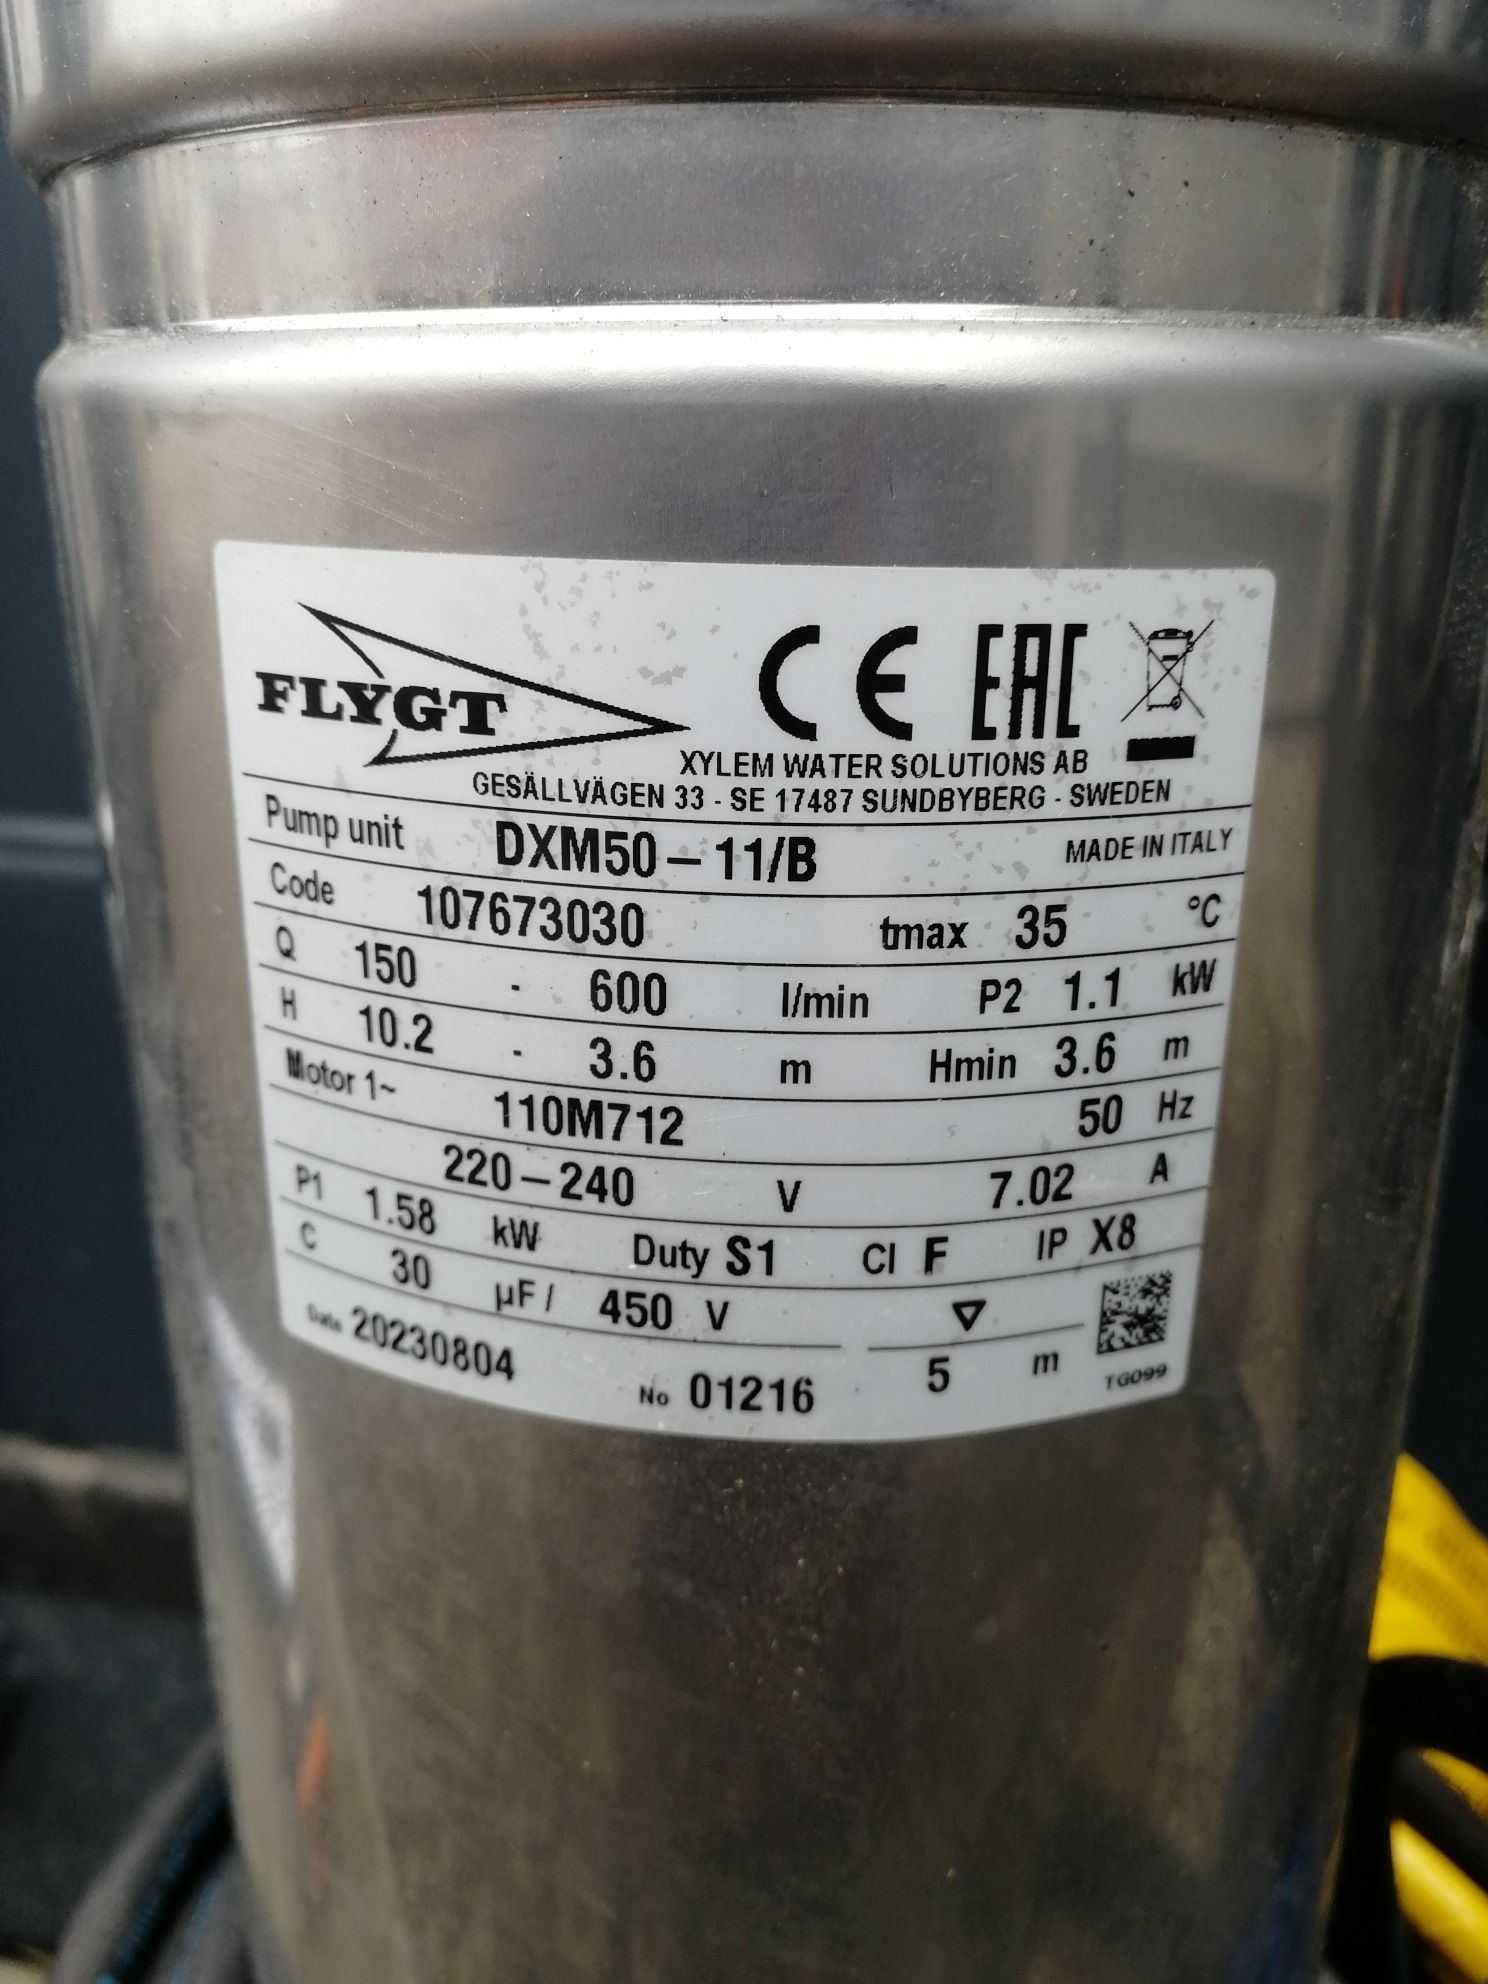 FLYGT
CE EAC
XYLEM WATER SOLUTIONS AB
GESÄLLVÄGEN 33 - SE 17487 SUNDBYBERG - SWEDEN
Pump unit DXM50-11/B MADE IN ITALY
Code 107673030 tmax 35 °C
Q 150 - 600 l/min P2 1.1 kW
H 10.2 - 3.6 m Hmin 3.6 m
Motor 1~ 110M712 50 Hz
220-240 V 7.02 A
P1 1.58 kW Duty S1 Cl F IP X8
C 30 µF/ 450 V
Date 20230804 No 01216 5 m TG099